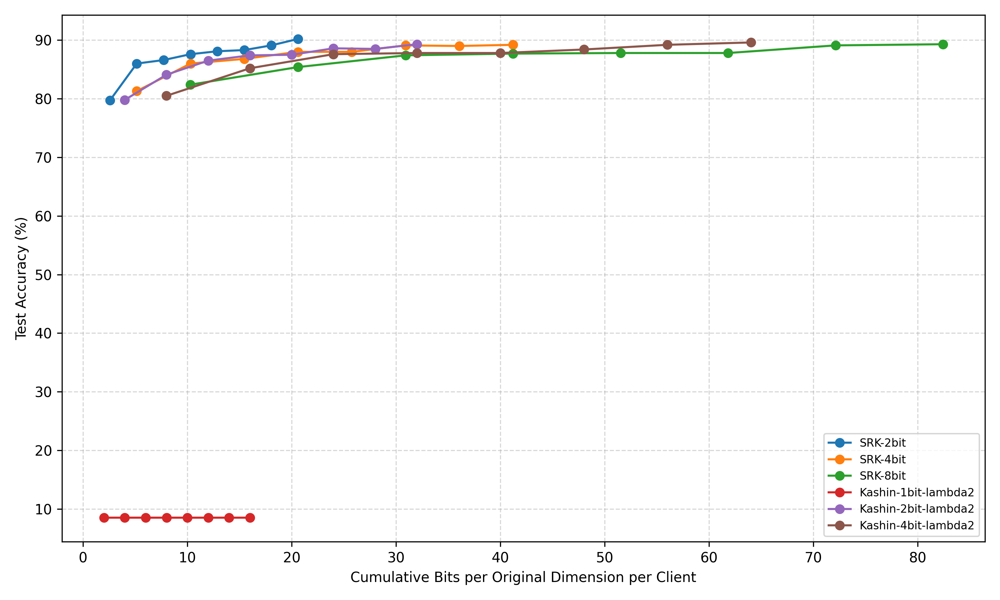 90
80
70
60
50
40
30
20
10
Test Accuracy (%)
0 10 20 30 40 50 60 70 80
Cumulative Bits per Original Dimension per Client
SRK-2bit
SRK-4bit
SRK-8bit
Kashin-1bit-lambda2
Kashin-2bit-lambda2
Kashin-4bit-lambda2